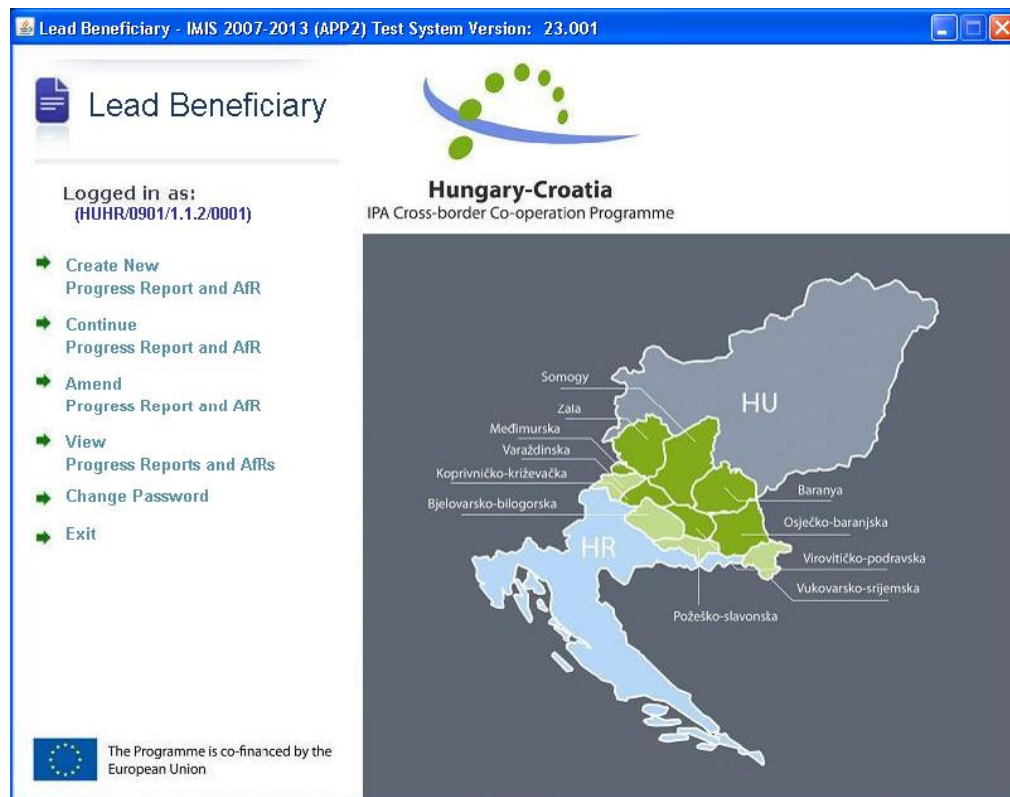 Lead Beneficiary - IMIS 2007-2013 (APP2) Test System Version: 23.001
Lead Beneficiary
Logged in as:
(HUHR/0901/1.1.2/0001)
Create New
Progress Report and AfR
Continue
Progress Report and AfR
Amend
Progress Report and AfR
View
Progress Reports and AfRs
Change Password
Exit
The Programme is co-financed by the
European Union
Hungary-Croatia
IPA Cross-border Co-operation Programme
Somogy
Zala
Međimurska
Varaždinska
Koprivničko-križevačka
Bjelovarsko-bilogorska
HU
HR
Baranya
Osječko-baranjska
Virovitičko-podravska
Vukovarsko-srijemska
Požeško-slavonska